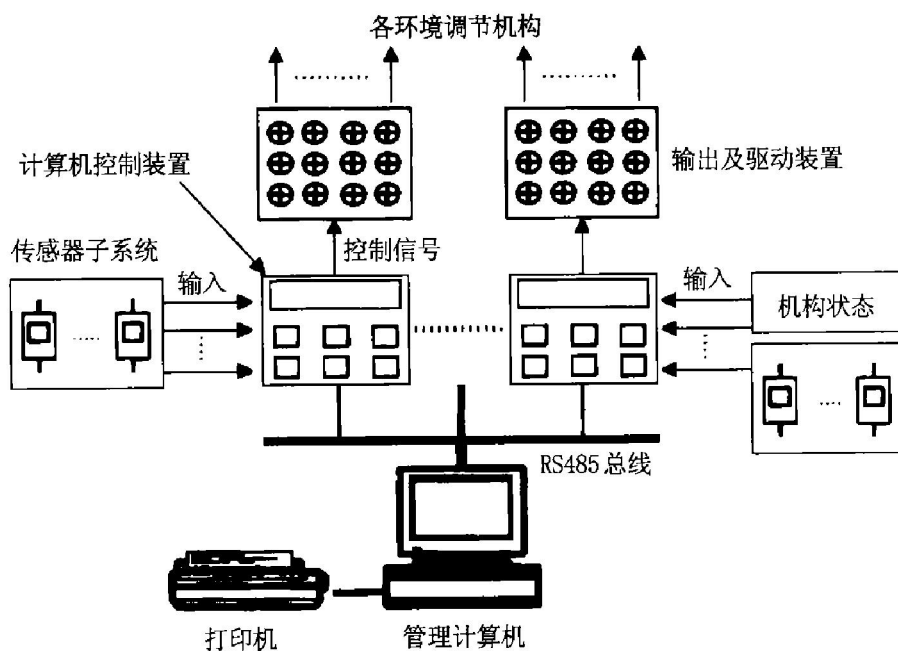 各环境调节机构
计算机控制装置
输出及驱动装置
传感器子系统
控制信号
输入
输入
机构状态
RS485总线
打印机
管理计算机